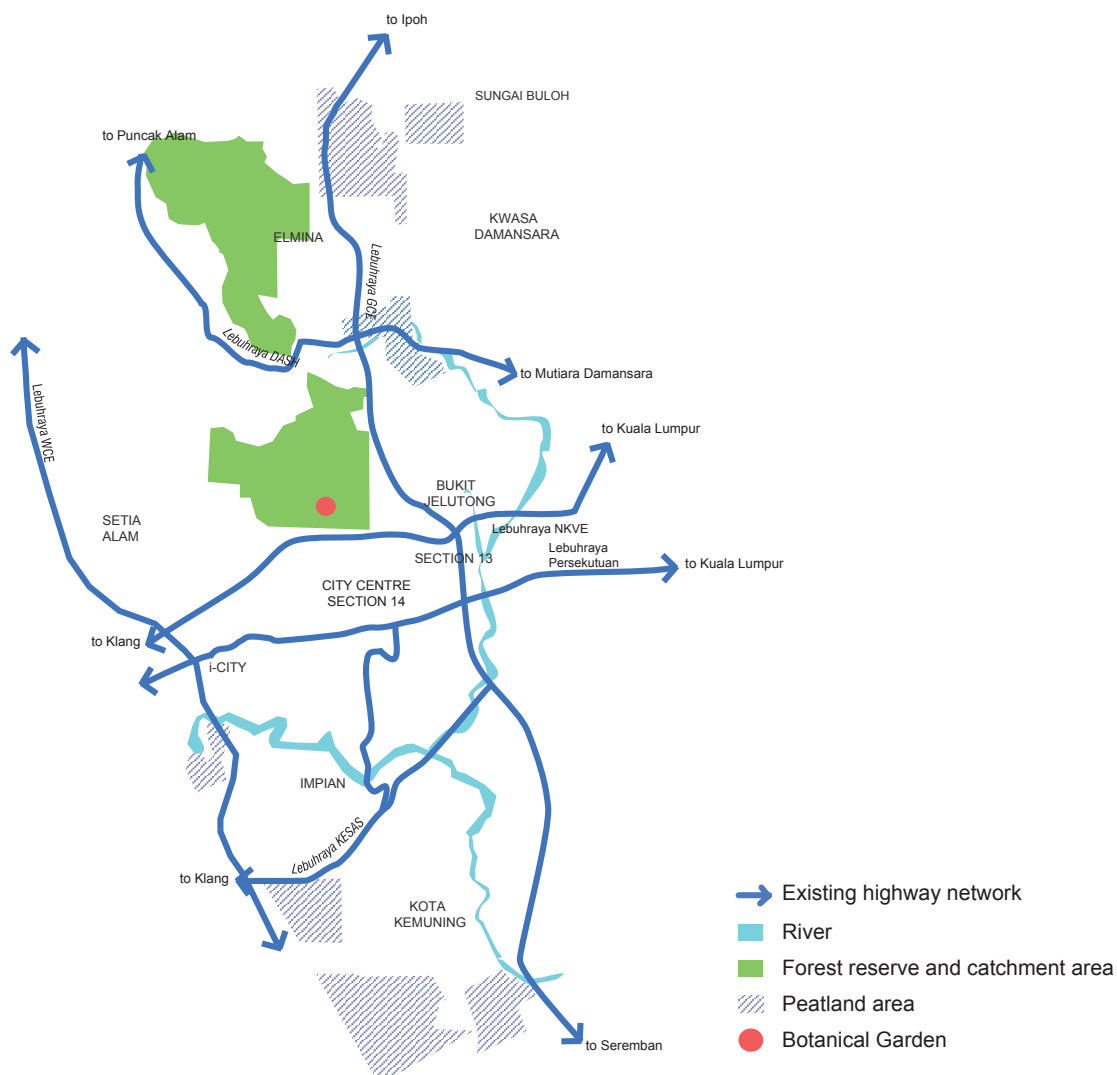 to Ipoh
SUNGAI BULOH
to Puncak Alam
KWASA
DAMANSARA
ELMINA
Lebuhraya GCE
Lebuhraya DASH
to Mutiara Damansara
Lebuhraya WCE
to Kuala Lumpur
BUKIT
JELUTONG
SETIA
ALAM
Lebuhraya NKVE
SECTION 13
Lebuhraya
Persekutuan
to Kuala Lumpur
CITY CENTRE
SECTION 14
to Klang
i-CITY
IMPIAN
Lebuhraya KESAS
to Klang
KOTA
KEMUNING
to Seremban
Existing highway network
River
Forest reserve and catchment area
Peatland area
Botanical Garden